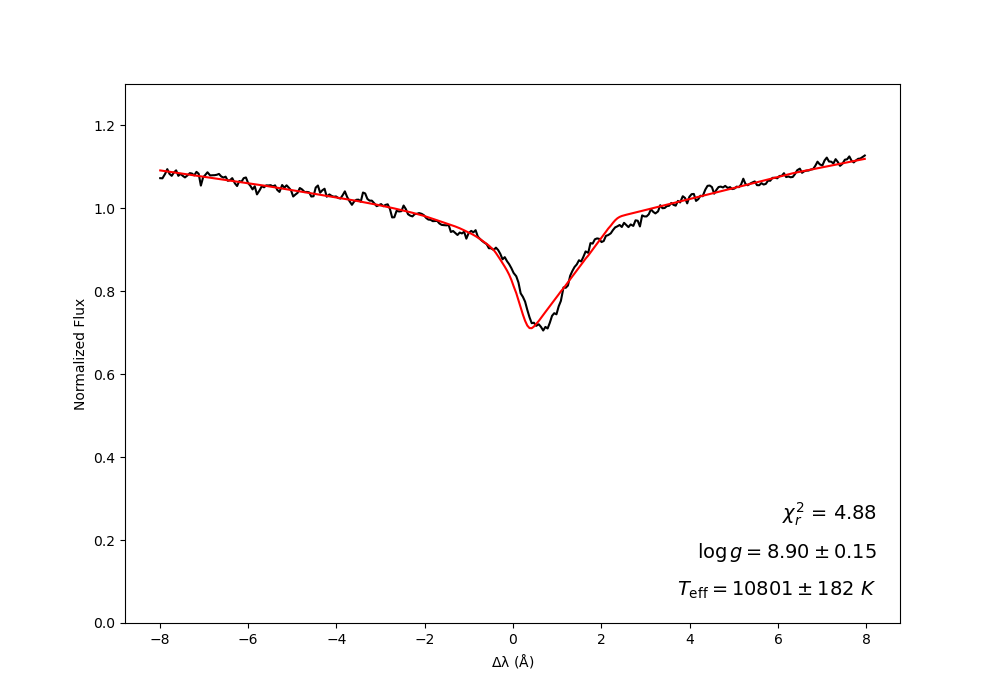 1.2
1.0
0.8
0.6
0.4
0.2
0.0
Normalized Flux
χ²ᵣ = 4.88
log g = 8.90 ± 0.15
T_eff = 10801 ± 182 K
−8 −6 −4 −2 0 2 4 6 8
Δλ (Å)